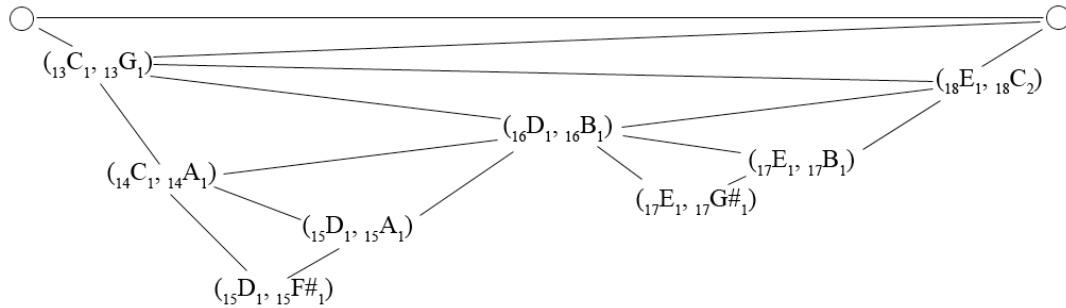 (₁₃C₁, ₁₃G₁)
(₁₈E₁, ₁₈C₂)
(₁₆D₁, ₁₆B₁)
(₁₇E₁, ₁₇B₁)
(₁₄C₁, ₁₄A₁)
(₁₇E₁, ₁₇G#₁)
(₁₅D₁, ₁₅A₁)
(₁₅D₁, ₁₅F#₁)